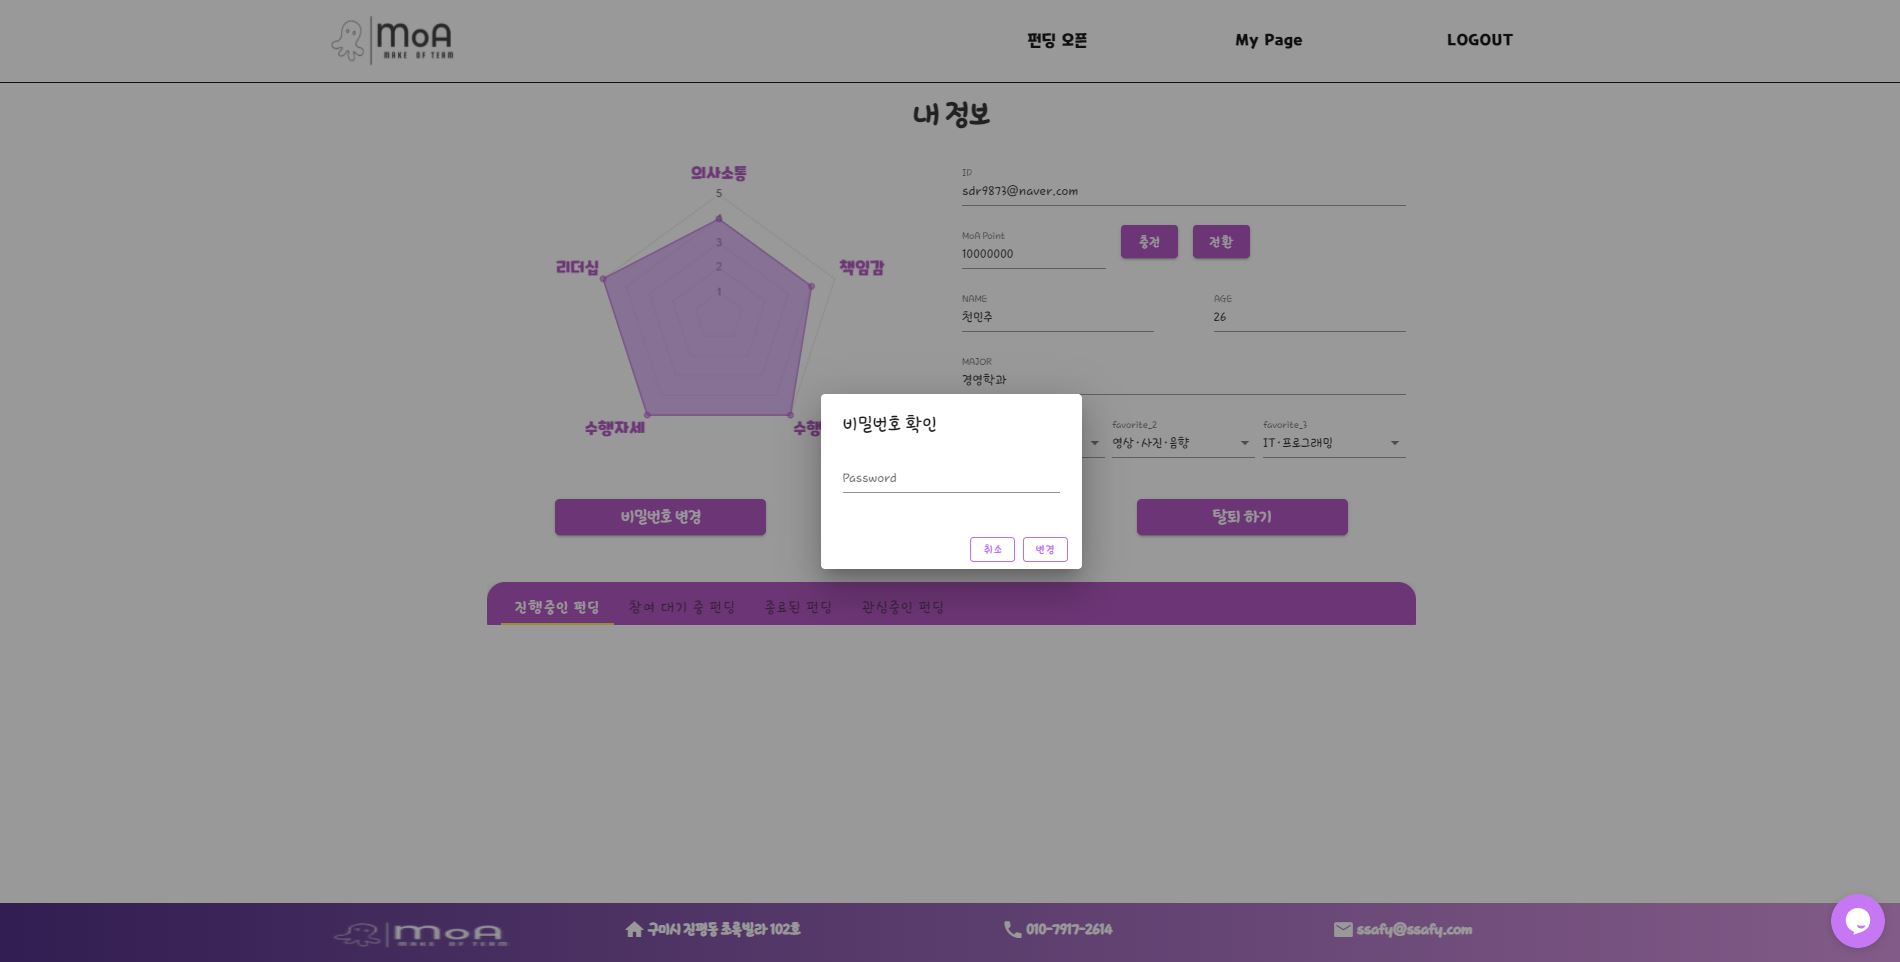 MoA
MAKE OF TEAM
펀딩 오픈
My Page
LOGOUT
내 정보
의사소통
5
4
3
2
1
리더십
책임감
수행자세
수행
ID
sdr9873@naver.com
MoA Point
10000000
충전
전환
NAME
천민주
AGE
26
MAJOR
경영학과
favorite_2
영상·사진·음향
favorite_3
IT·프로그래밍
비밀번호 확인
Password
취소
변경
비밀번호 변경
탈퇴 하기
진행중인 펀딩
참여 대기 중 펀딩
종료된 펀딩
관심중인 펀딩
MoA
MAKE OF TEAM
구미시 진평동 초록빌라 102호
010-7917-2614
ssafy@ssafy.com